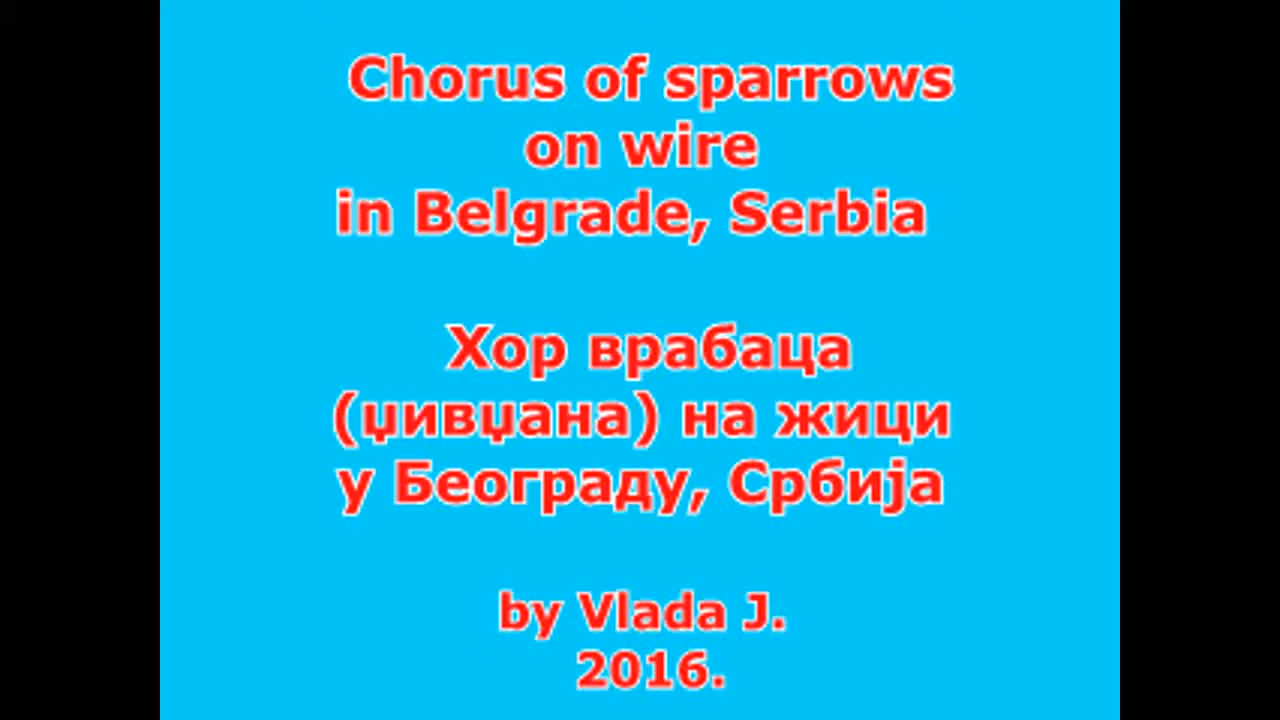 Chorus of sparrows
on wire
in Belgrade, Serbia
Хор врабаца
(џивџана) на жици
у Београду, Србија
by Vlada J.
2016.